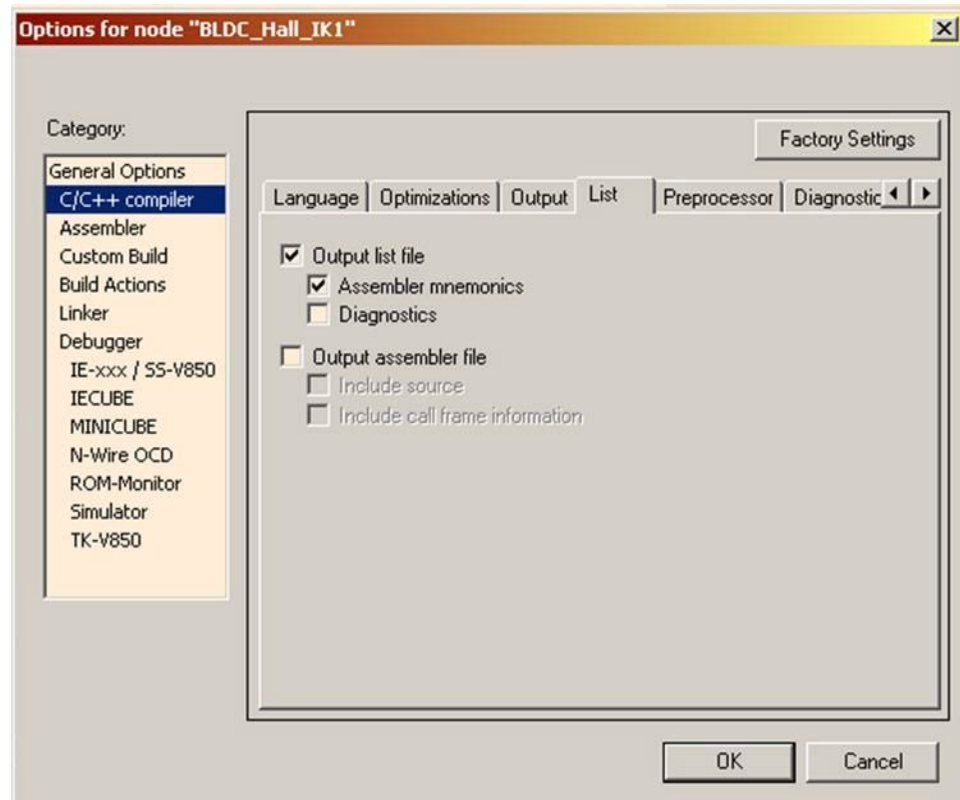 Options for node "BLDC_Hall_IK1"
Category:
General Options
C/C++ compiler
Assembler
Custom Build
Build Actions
Linker
Debugger
IE-xxx / SS-V850
IECUBE
MINICUBE
N-Wire OCD
ROM-Monitor
Simulator
TK-V850
Factory Settings
Language Optimizations Output List Preprocessor Diagnostic
Output list file
Assembler mnemonics
Diagnostics
Output assembler file
Include source
Include call frame information
OK Cancel